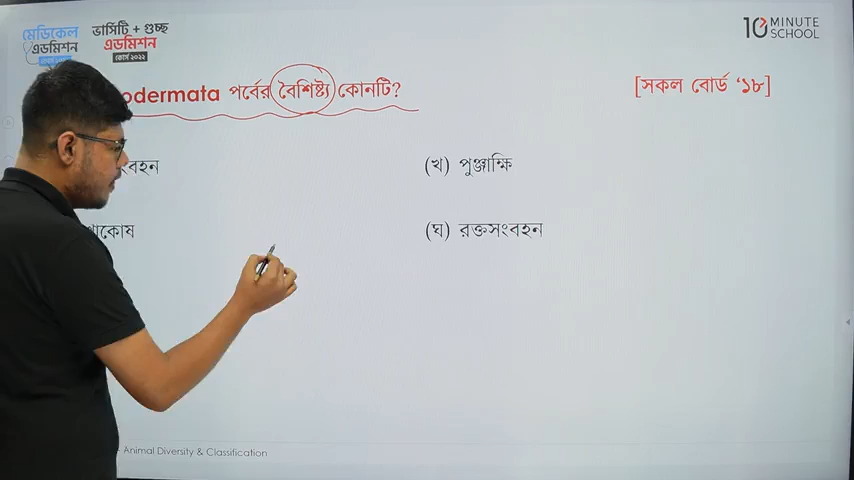 মেডিকেল
এডমিশন
ভার্সিটি + গুচ্ছ
এডমিশন
কোর্স ২০২২
10 MINUTE
SCHOOL
odermata পর্বের বৈশিষ্ট্য কোনটি?
[সকল বোর্ড ‘১৮]
বহন
(খ) পুঞ্জাক্ষি
কোষ
(ঘ) রক্তসংবহন
Animal Diversity & Classification